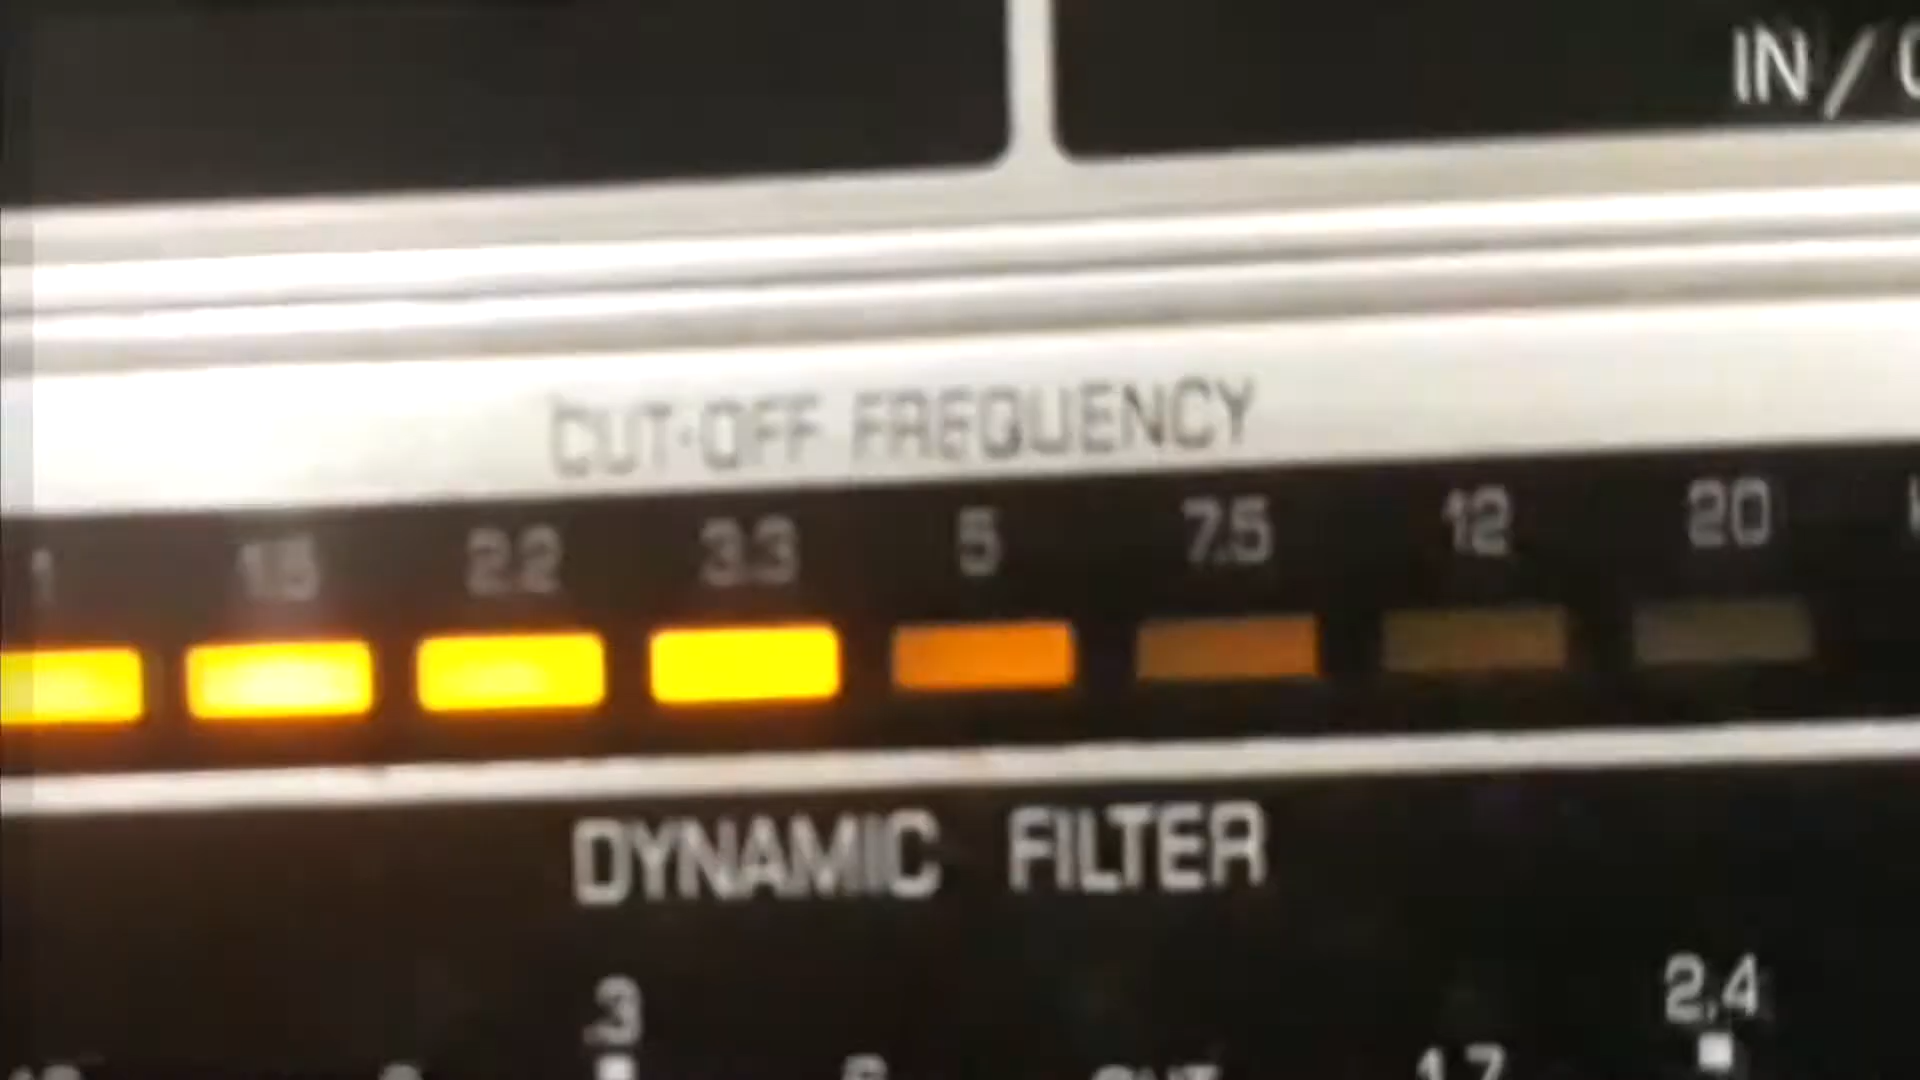 IN/
CUT-OFF FREQUENCY
1 1.5 2.2 3.3 5 7.5 12 20
DYNAMIC FILTER
.3 2.4
1.7